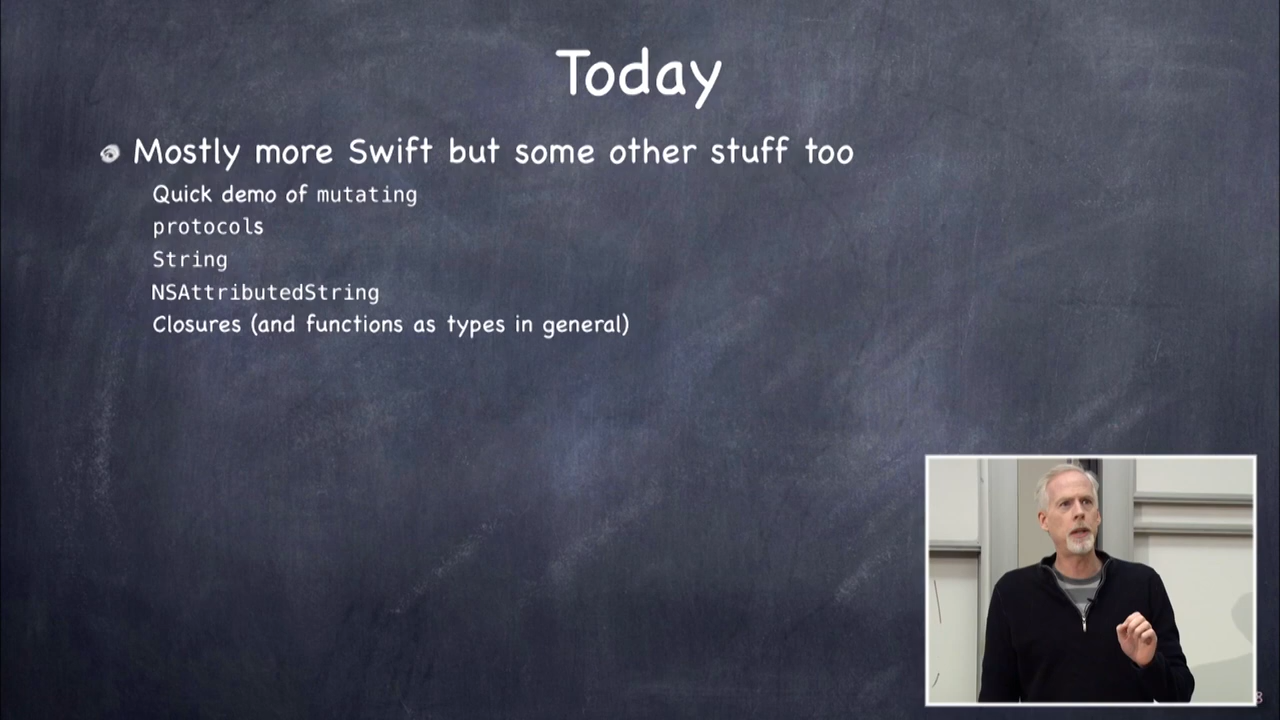 Today
Mostly more Swift but some other stuff too
Quick demo of mutating
protocols
String
NSAttributedString
Closures (and functions as types in general)
8